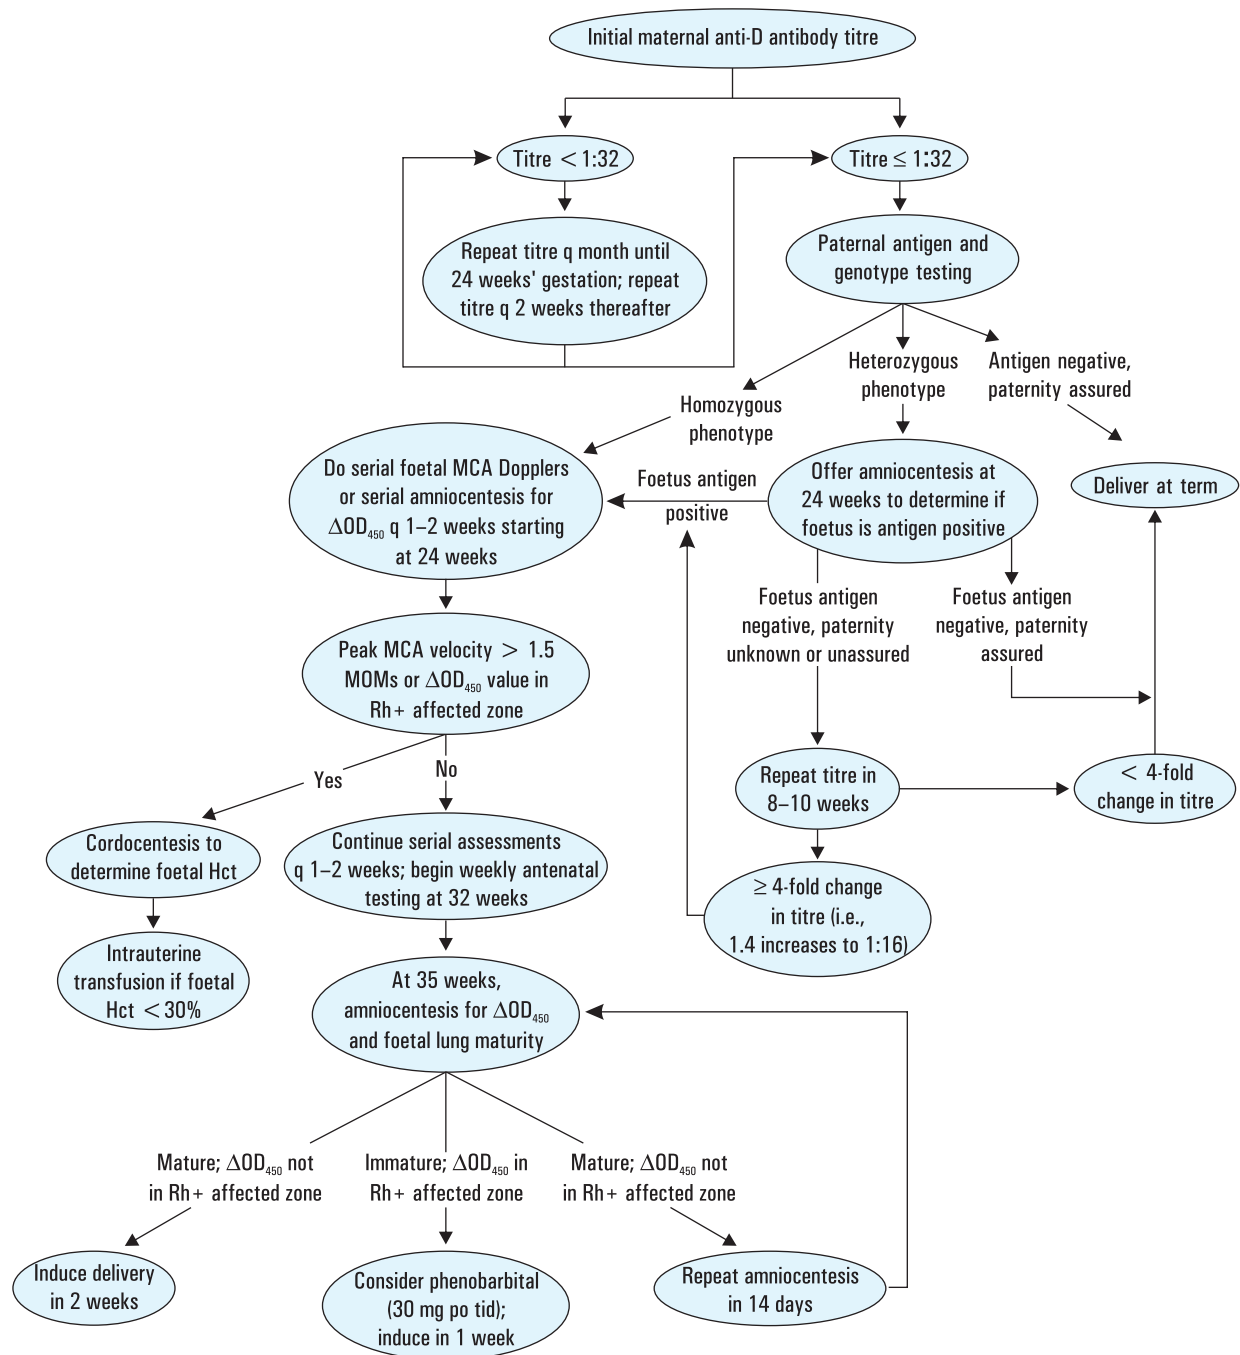 Initial maternal anti-D antibody titre
Titre < 1:32
Titre ≤ 1:32
Repeat titre q month until
24 weeks' gestation; repeat
titre q 2 weeks thereafter
Paternal antigen and
genotype testing
Homozygous
phenotype
Heterozygous
phenotype
Antigen negative,
paternity assured
Do serial foetal MCA Dopplers
or serial amniocentesis for
ΔOD₄₅₀ q 1–2 weeks starting
at 24 weeks
Foetus antigen
positive
Offer amniocentesis at
24 weeks to determine if
foetus is antigen positive
Deliver at term
Foetus antigen
negative, paternity
unknown or unassured
Foetus antigen
negative, paternity
assured
Peak MCA velocity > 1.5
MOMs or ΔOD₄₅₀ value in
Rh+ affected zone
Yes
No
Repeat titre in
8–10 weeks
< 4-fold
change in titre
Cordocentesis to
determine foetal Hct
Continue serial assessments
q 1–2 weeks; begin weekly antenatal
testing at 32 weeks
≥ 4-fold change
in titre (i.e.,
1.4 increases to 1:16)
Intrauterine
transfusion if foetal
Hct < 30%
At 35 weeks,
amniocentesis for ΔOD₄₅₀
and foetal lung maturity
Mature; ΔOD₄₅₀ not
in Rh+ affected zone
Immature; ΔOD₄₅₀ in
Rh+ affected zone
Mature; ΔOD₄₅₀ not
in Rh+ affected zone
Induce delivery
in 2 weeks
Consider phenobarbital
(30 mg po tid);
induce in 1 week
Repeat amniocentesis
in 14 days